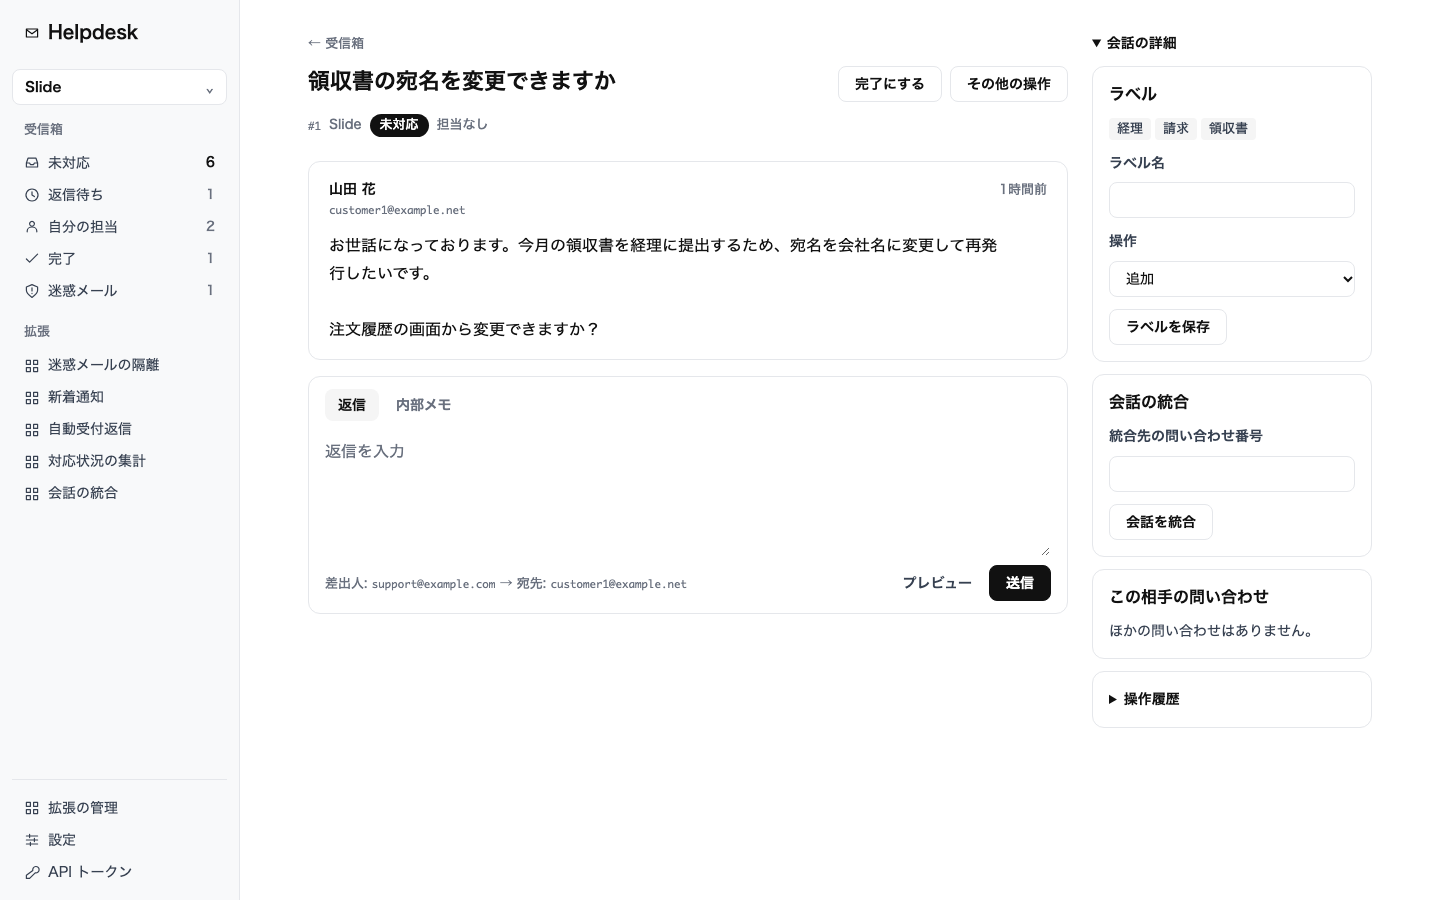 Helpdesk
Slide
受信箱
未対応 6
返信待ち 1
自分の担当 2
完了 1
迷惑メール 1
拡張
迷惑メールの隔離
新着通知
自動受付返信
対応状況の集計
会話の統合
拡張の管理
設定
API トークン
← 受信箱
領収書の宛名を変更できますか
完了にする
その他の操作
#1 Slide 未対応 担当なし
山田 花
1時間前
customer1@example.net
お世話になっております。今月の領収書を経理に提出するため、宛名を会社名に変更して再発
行したいです。
注文履歴の画面から変更できますか？
返信
内部メモ
返信を入力
差出人: support@example.com → 宛先: customer1@example.net
プレビュー
送信
▼ 会話の詳細
ラベル
経理 請求 領収書
ラベル名
操作
追加
ラベルを保存
会話の統合
統合先の問い合わせ番号
会話を統合
この相手の問い合わせ
ほかの問い合わせはありません。
▶ 操作履歴